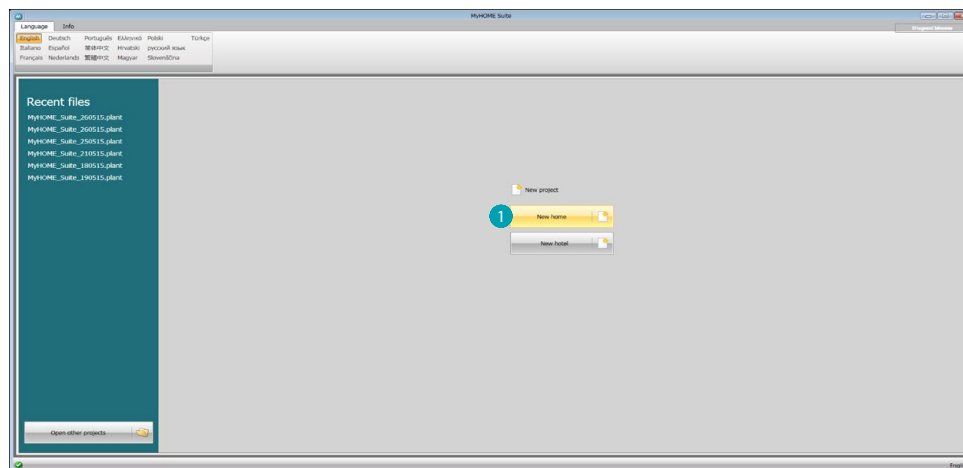 MyHOME Suite
Language Info
English Deutsch Português Ελληνικά Polski Türkçe
Italiano Español 简体中文 Hrvatski русский язык
Français Nederlands 繁體中文 Magyar Slovenščina
Recent files
MyHOME_Suite_260515.plant
MyHOME_Suite_260515.plant
MyHOME_Suite_250515.plant
MyHOME_Suite_210515.plant
MyHOME_Suite_180515.plant
MyHOME_Suite_190515.plant
New project
1 New home
New hotel
Open other projects